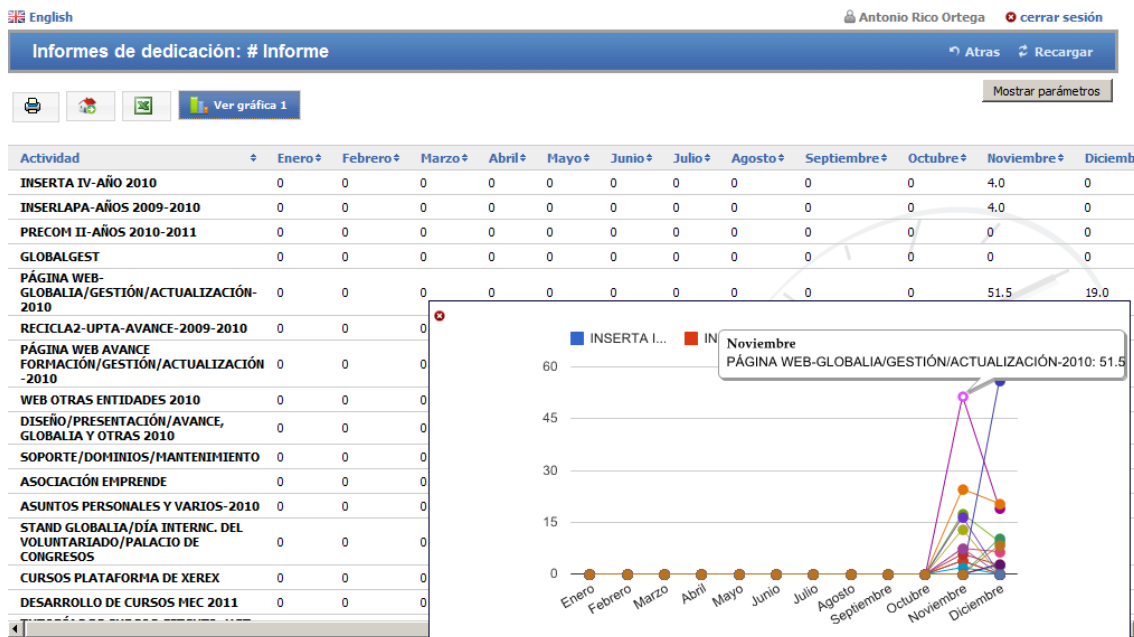 English
Antonio Rico Ortega
cerrar sesión
Informes de dedicación: # Informe
Atras
Recargar
Mostrar parámetros
Ver gráfica 1
Actividad Enero Febrero Marzo Abril Mayo Junio Julio Agosto Septiembre Octubre Noviembre Diciemb
INSERTA IV-AÑO 2010 0 0 0 0 0 0 0 0 0 0 4.0 0
INSERLAPA-AÑOS 2009-2010 0 0 0 0 0 0 0 0 0 0 4.0 0
PRECOM II-AÑOS 2010-2011 0 0 0 0 0 0 0 0 0 0 0 0
GLOBALGEST 0 0 0 0 0 0 0 0 0 0 0 0
PÁGINA WEB-
GLOBALIA/GESTIÓN/ACTUALIZACIÓN- 0 0 0 0 0 0 0 0 0 0 51.5 19.0
2010
RECICLA2-UPTA-AVANCE-2009-2010 0 0 0
PÁGINA WEB AVANCE
FORMACIÓN/GESTIÓN/ACTUALIZACIÓN 0 0 0
-2010
WEB OTRAS ENTIDADES 2010 0 0 0
DISEÑO/PRESENTACIÓN/AVANCE,
GLOBALIA Y OTRAS 2010 0 0 0
SOPORTE/DOMINIOS/MANTENIMIENTO 0 0 0
ASOCIACIÓN EMPRENDE 0 0 0
ASUNTOS PERSONALES Y VARIOS-2010 0 0 0
STAND GLOBALIA/DÍA INTERNC. DEL
VOLUNTARIADO/PALACIO DE 0 0 0
CONGRESOS
CURSOS PLATAFORMA DE XEREX 0 0 0
DESARROLLO DE CURSOS MEC 2011 0 0 0
INSERTA I... IN
Noviembre
PÁGINA WEB-GLOBALIA/GESTIÓN/ACTUALIZACIÓN-2010: 51.5
60
45
30
15
0
Enero Febrero Marzo Abril Mayo Junio Julio Agosto Septiembre Octubre Noviembre Diciembre